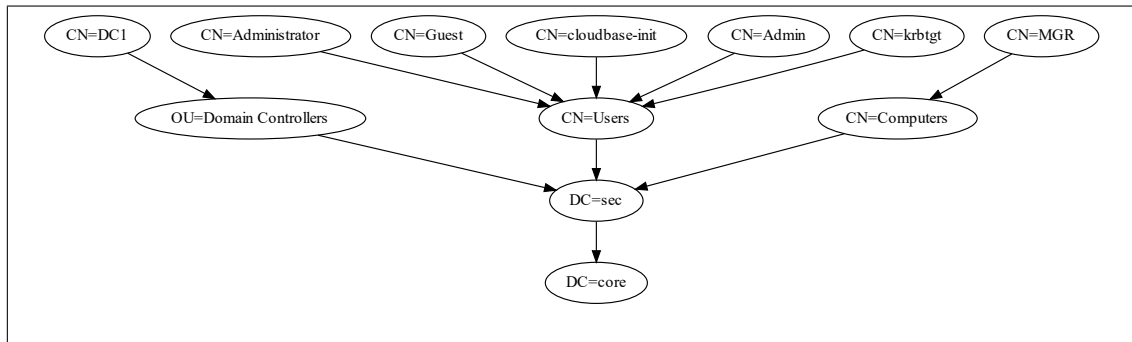 CN=DC1
CN=Administrator
CN=Guest
CN=cloudbase-init
CN=Admin
CN=krbtgt
CN=MGR
OU=Domain Controllers
CN=Users
CN=Computers
DC=sec
DC=core